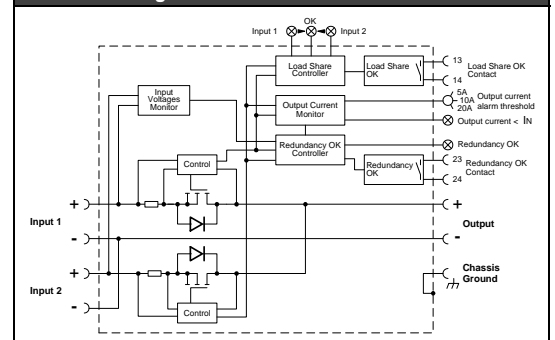 OK
Input 1
Input 2
Load Share
Controller
Load Share
OK
13
14
Load Share OK
Contact
Input
Voltages
Monitor
Output Current
Monitor
5A
10A
20A
Output current
alarm threshold
Output current < IN
Redundancy OK
Controller
Redundancy OK
Redundancy
OK
23
24
Redundancy OK
Contact
Control
Input 1
+
-
+
-
Output
Input 2
+
-
Control
Chassis
Ground